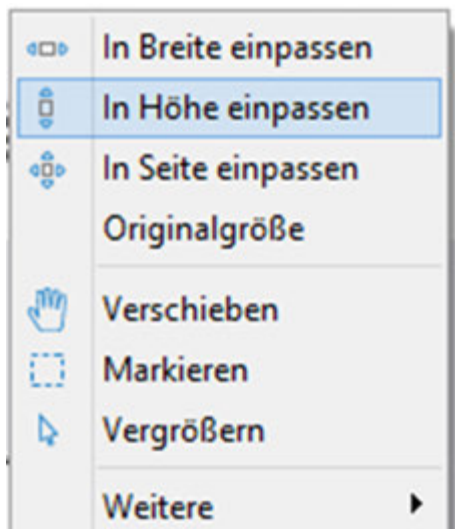 In Breite einpassen
In Höhe einpassen
In Seite einpassen
Originalgröße
Verschieben
Markieren
Vergrößern
Weitere